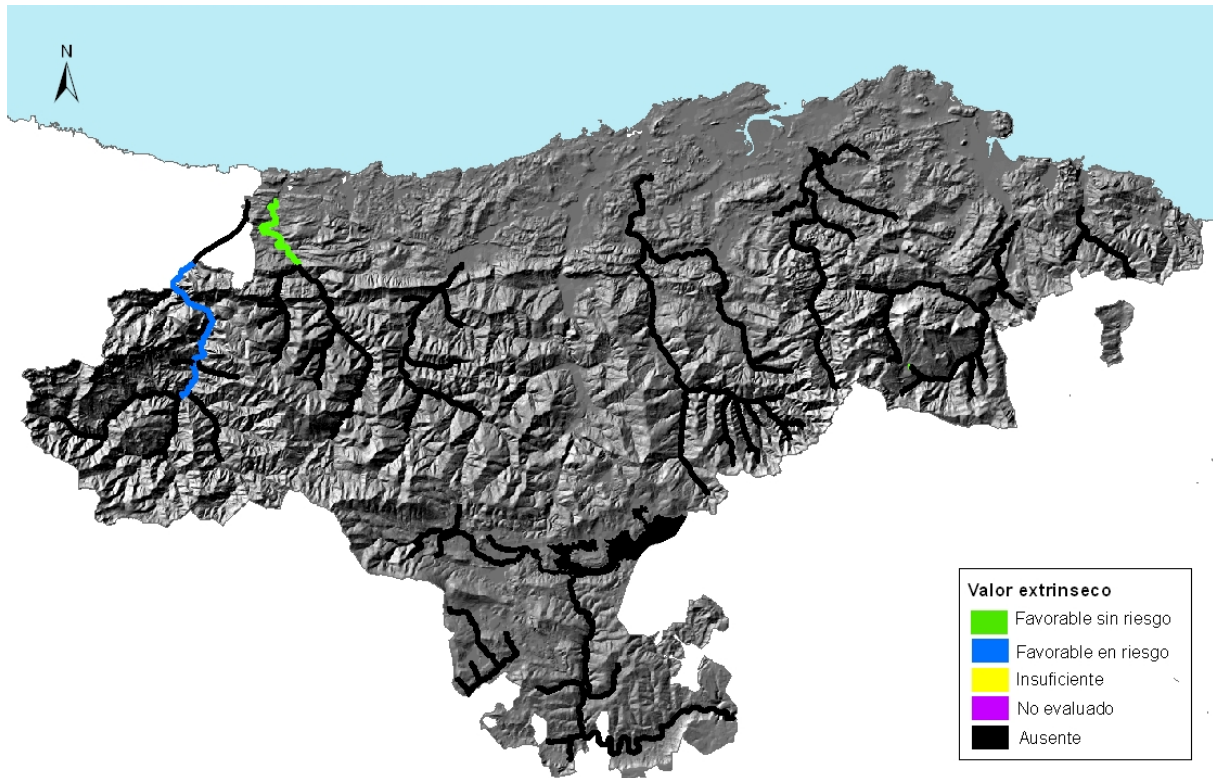 N
Valor extrinseco
Favorable sin riesgo
Favorable en riesgo
Insuficiente
No evaluado
Ausente